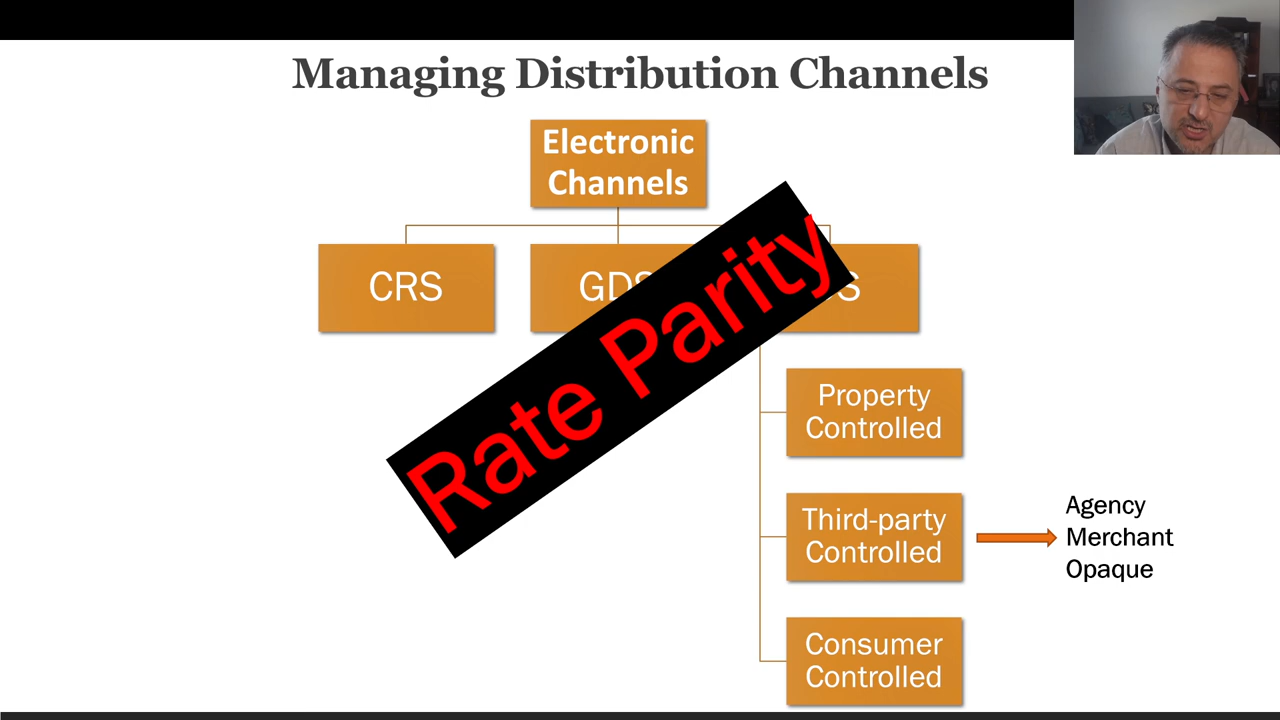 Managing Distribution Channels
Electronic
Channels
CRS
Rate Parity
Property
Controlled
Third-party
Controlled
Agency
Merchant
Opaque
Consumer
Controlled